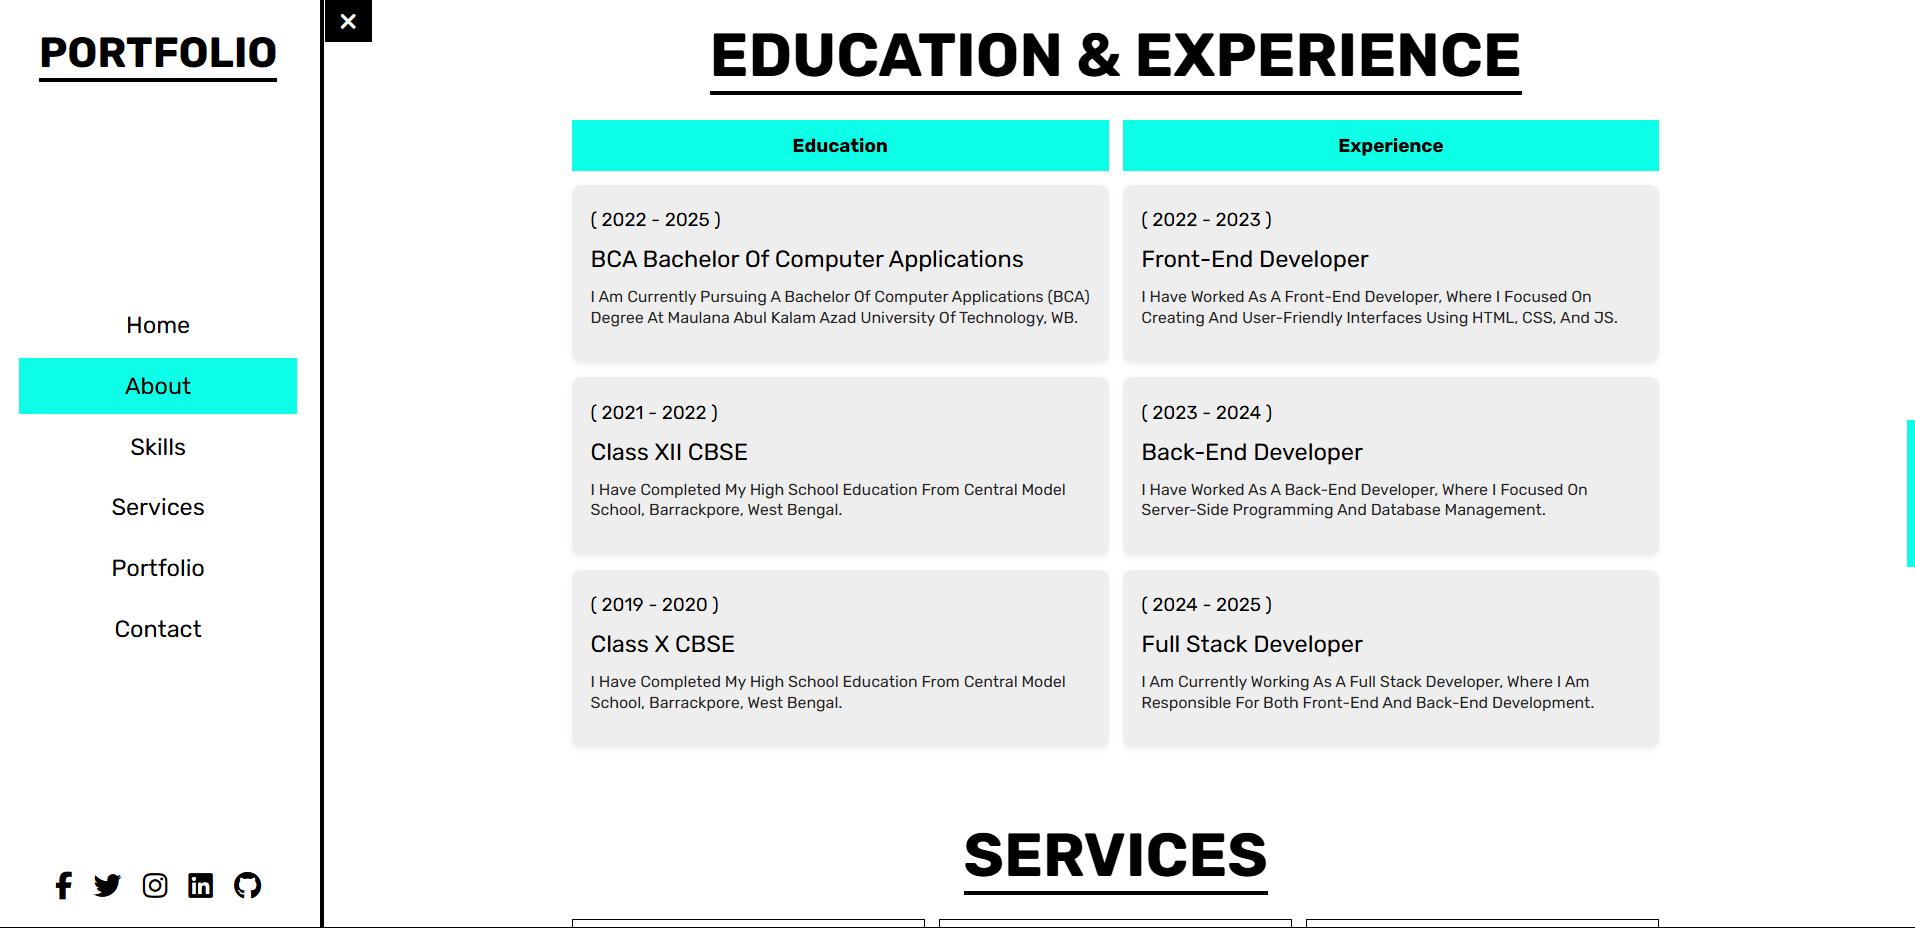 PORTFOLIO
Home
About
Skills
Services
Portfolio
Contact
EDUCATION & EXPERIENCE
Education
( 2022 - 2025 )
BCA Bachelor Of Computer Applications
I Am Currently Pursuing A Bachelor Of Computer Applications (BCA)
Degree At Maulana Abul Kalam Azad University Of Technology, WB.
( 2021 - 2022 )
Class XII CBSE
I Have Completed My High School Education From Central Model
School, Barrackpore, West Bengal.
( 2019 - 2020 )
Class X CBSE
I Have Completed My High School Education From Central Model
School, Barrackpore, West Bengal.
Experience
( 2022 - 2023 )
Front-End Developer
I Have Worked As A Front-End Developer, Where I Focused On
Creating And User-Friendly Interfaces Using HTML, CSS, And JS.
( 2023 - 2024 )
Back-End Developer
I Have Worked As A Back-End Developer, Where I Focused On
Server-Side Programming And Database Management.
( 2024 - 2025 )
Full Stack Developer
I Am Currently Working As A Full Stack Developer, Where I Am
Responsible For Both Front-End And Back-End Development.
SERVICES